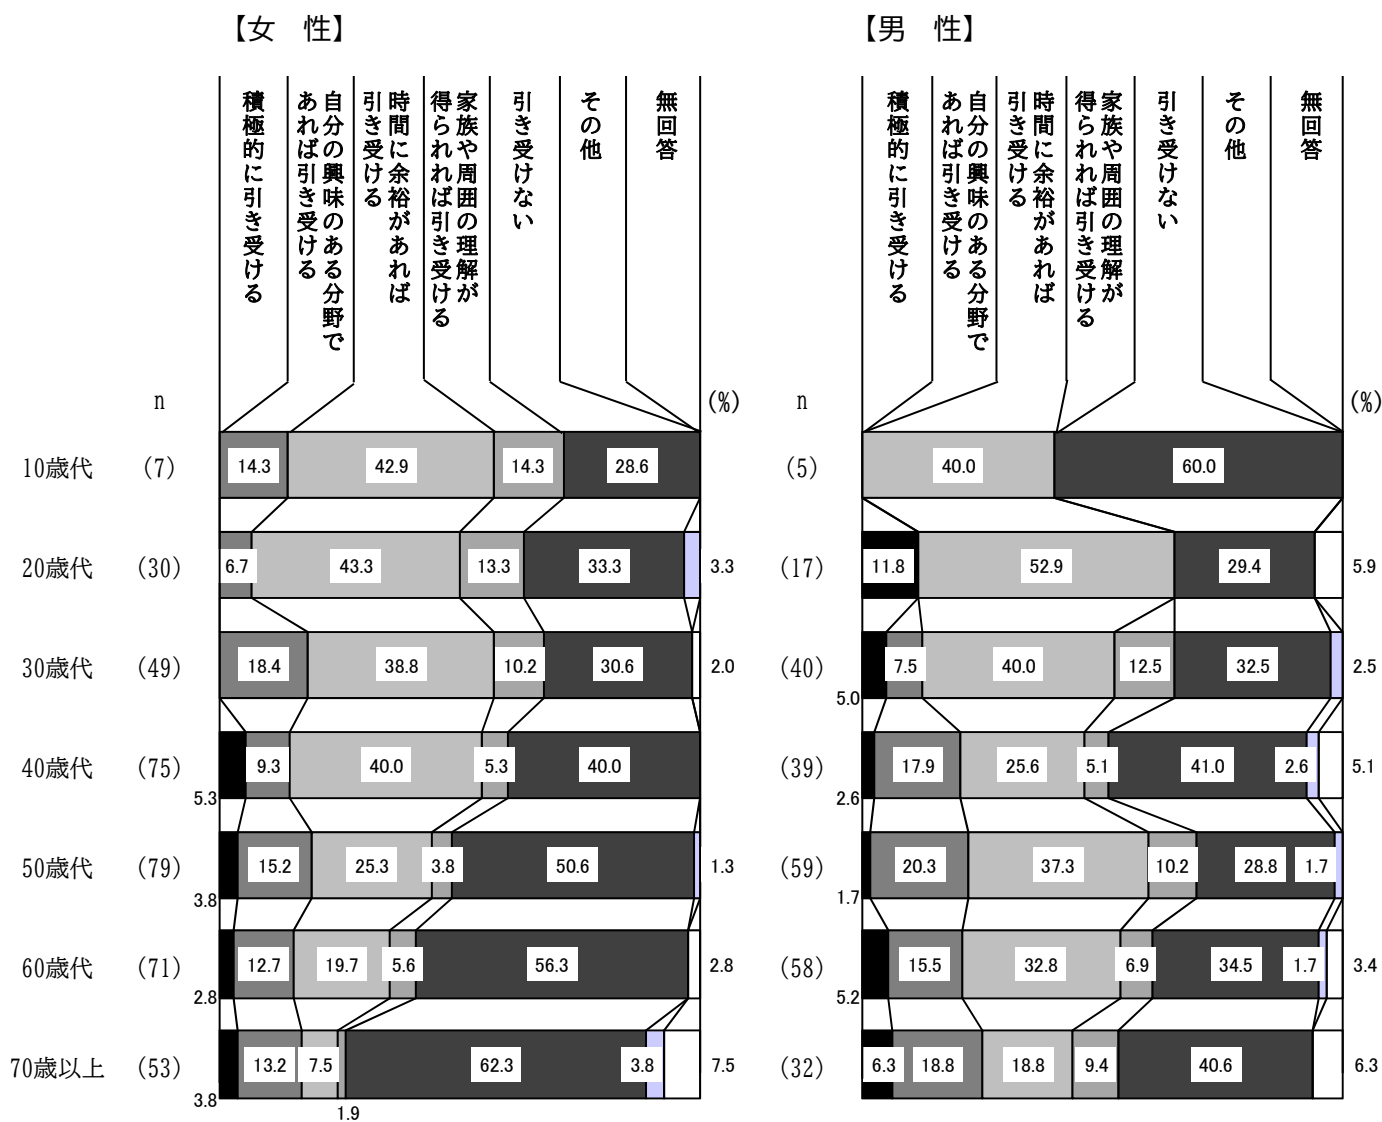 【女　性】
積極的に引き受ける
自分の興味のある分野で
あれば引き受ける
時間に余裕があれば
引き受ける
家族や周囲の理解が
得られれば引き受ける
引き受けない
その他
無回答
n
(%)
10歳代 (7) 14.3 42.9 14.3 28.6
20歳代 (30) 6.7 43.3 13.3 33.3 3.3
30歳代 (49) 18.4 38.8 10.2 30.6 2.0
40歳代 (75) 9.3 40.0 5.3 40.0
5.3
50歳代 (79) 15.2 25.3 3.8 50.6 1.3
3.8
60歳代 (71) 12.7 19.7 5.6 56.3 2.8
2.8
70歳以上 (53) 13.2 7.5 62.3 3.8 7.5
3.8
1.9
【男　性】
積極的に引き受ける
自分の興味のある分野で
あれば引き受ける
時間に余裕があれば
引き受ける
家族や周囲の理解が
得られれば引き受ける
引き受けない
その他
無回答
n
(%)
(5) 40.0 60.0
(17) 11.8 52.9 29.4 5.9
(40) 7.5 40.0 12.5 32.5 2.5
5.0
(39) 17.9 25.6 5.1 41.0 2.6 5.1
2.6
(59) 20.3 37.3 10.2 28.8 1.7
1.7
(58) 15.5 32.8 6.9 34.5 1.7 3.4
5.2
(32) 6.3 18.8 18.8 9.4 40.6 6.3